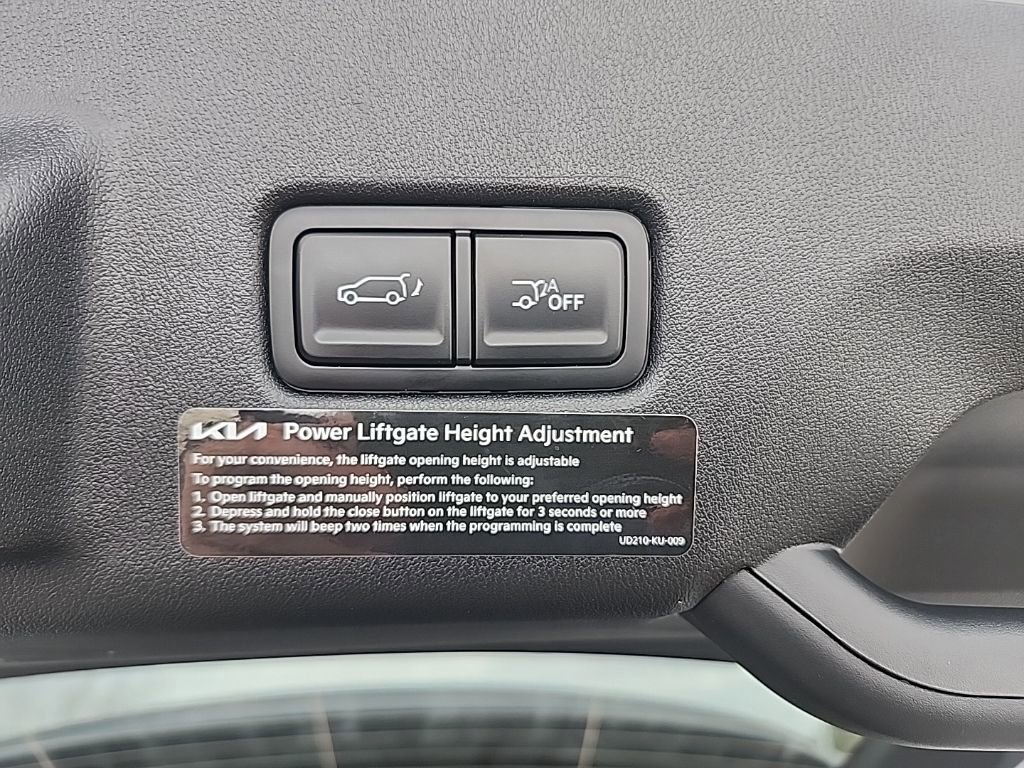 A
OFF
KIA Power Liftgate Height Adjustment
For your convenience, the liftgate opening height is adjustable
To program the opening height, perform the following:
1. Open liftgate and manually position liftgate to your preferred opening height
2. Depress and hold the close button on the liftgate for 3 seconds or more
3. The system will beep two times when the programming is complete
UD210-KU-009